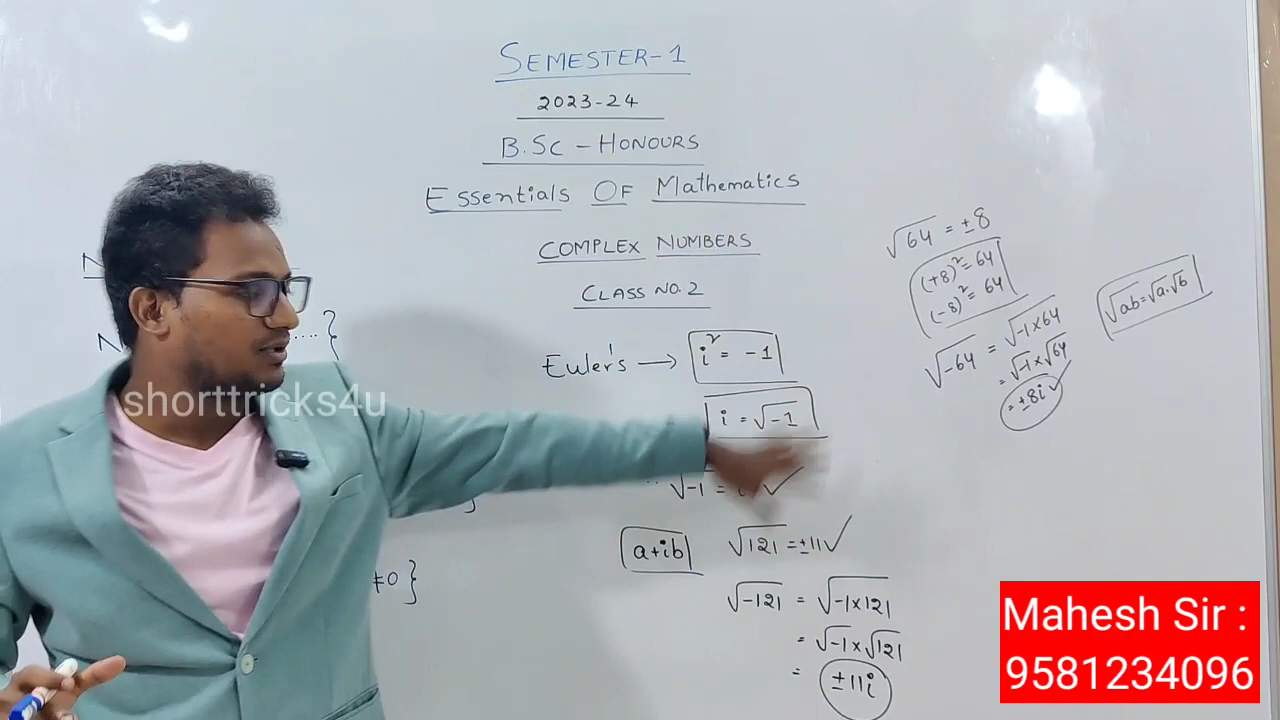 SEMESTER-1
2023-24
B.Sc - HONOURS
Essentials OF Mathematics
COMPLEX NUMBERS
CLASS NO.2
Euler's → i² = -1
i = √-1
√-1 = i ✓
a+ib
√121 = ±11 ✓
√-121 = √-1×121
= √-1 × √121
= ±11i
√64 = ±8
(+8)² = 64
(-8)² = 64
√-64 = √-1×64
= √-1 × √64
= ±8i ✓
√ab = √a.√b
N
N
..... }
}
≠0 }
shorttricks4u
Mahesh Sir :
9581234096